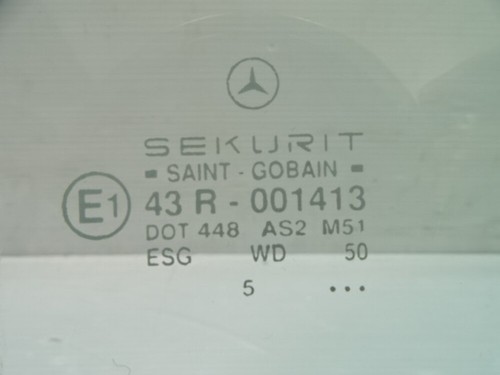 SEKURIT
SAINT - GOBAIN
E1 43 R - 001413
DOT 448 AS2 M51
ESG WD 50
5 ...